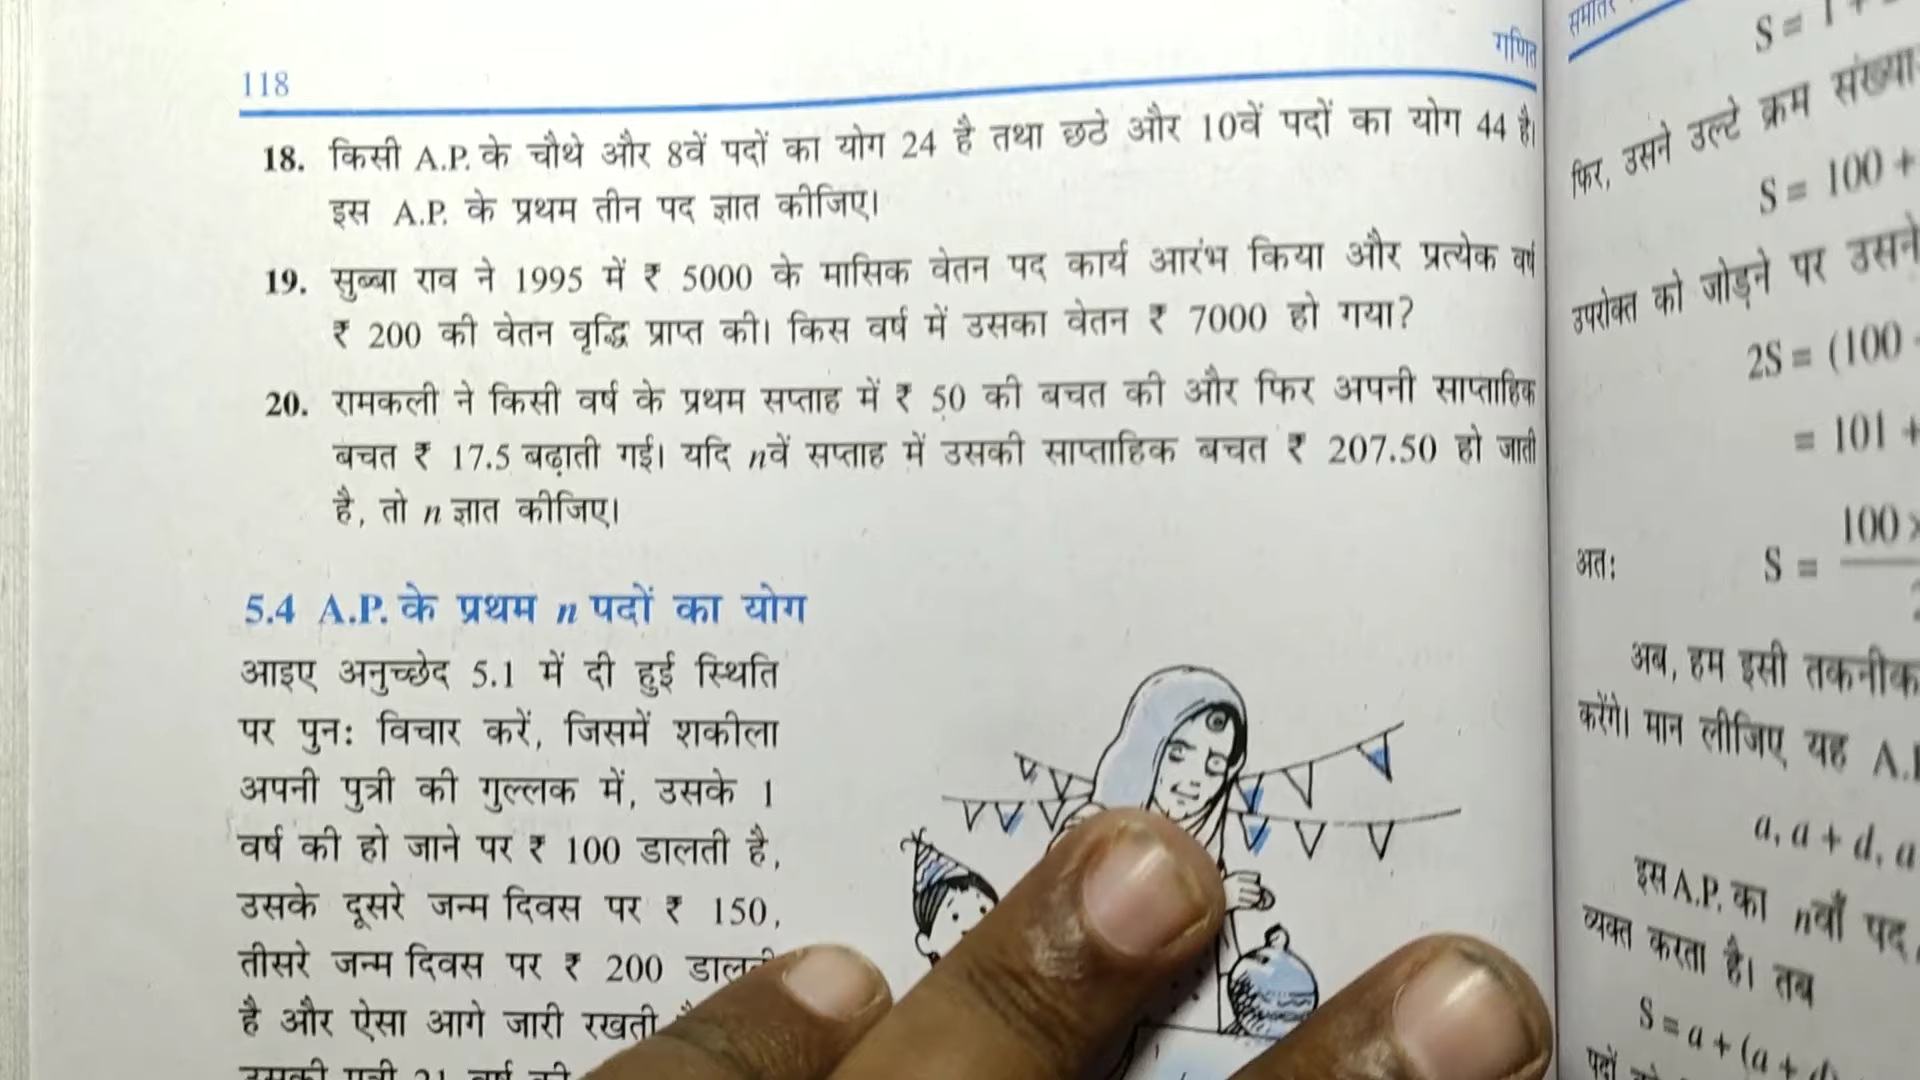 118
गणित
18. किसी A.P. के चौथे और 8वें पदों का योग 24 है तथा छठे और 10वें पदों का योग 44 है।
इस A.P. के प्रथम तीन पद ज्ञात कीजिए।
19. सुब्बा राव ने 1995 में ₹ 5000 के मासिक वेतन पद कार्य आरंभ किया और प्रत्येक वर्ष
₹ 200 की वेतन वृद्धि प्राप्त की। किस वर्ष में उसका वेतन ₹ 7000 हो गया?
20. रामकली ने किसी वर्ष के प्रथम सप्ताह में ₹ 50 की बचत की और फिर अपनी साप्ताहिक
बचत ₹ 17.5 बढ़ाती गई। यदि nवें सप्ताह में उसकी साप्ताहिक बचत ₹ 207.50 हो जाती
है, तो n ज्ञात कीजिए।
5.4 A.P. के प्रथम n पदों का योग
आइए अनुच्छेद 5.1 में दी हुई स्थिति
पर पुन: विचार करें, जिसमें शकीला
अपनी पुत्री की गुल्लक में, उसके 1
वर्ष की हो जाने पर ₹ 100 डालती है,
उसके दूसरे जन्म दिवस पर ₹ 150,
तीसरे जन्म दिवस पर ₹ 200
है और ऐसा आगे जारी रखती
समांतर
S = 1 +
फिर, उसने उल्टे क्रम
S = 100 +
उपरोक्त को जोड़ने पर उसने
2S = (100
= 101 +
अत: S = 100 ×
अब, हम इसी तकनीक
करेंगे। मान लीजिए यह
a, a + d,
इस A.P. का nवाँ पद
व्यक्त करता है। तब
S = a + (a +